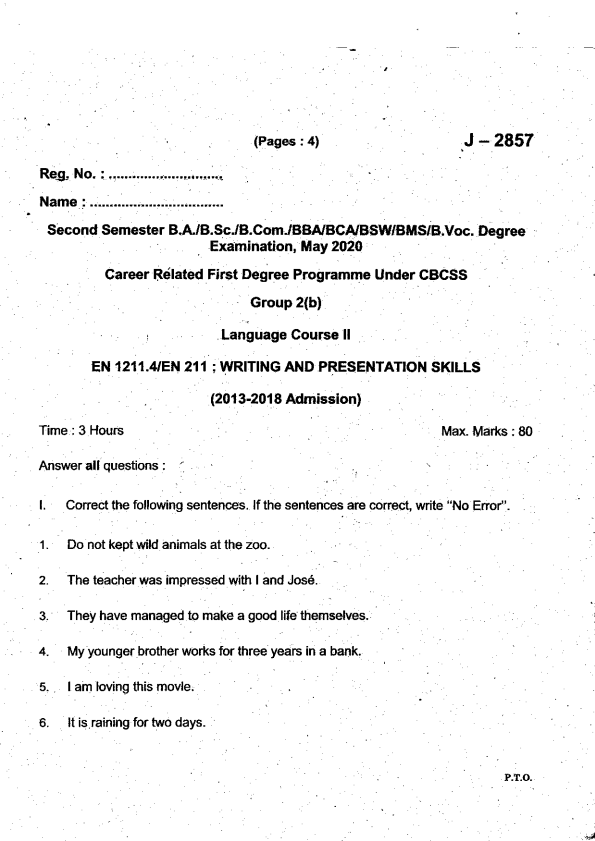 (Pages : 4)
J – 2857
Reg. No. : .............................
Name : ..................................
Second Semester B.A./B.Sc./B.Com./BBA/BCA/BSW/BMS/B.Voc. Degree
Examination, May 2020
Career Related First Degree Programme Under CBCSS
Group 2(b)
Language Course II
EN 1211.4/EN 211 : WRITING AND PRESENTATION SKILLS
(2013-2018 Admission)
Time : 3 Hours
Max. Marks : 80
Answer all questions :
I. Correct the following sentences. If the sentences are correct, write “No Error”.
1. Do not kept wild animals at the zoo.
2. The teacher was impressed with I and José.
3. They have managed to make a good life themselves.
4. My younger brother works for three years in a bank.
5. I am loving this movie.
6. It is raining for two days.
P.T.O.